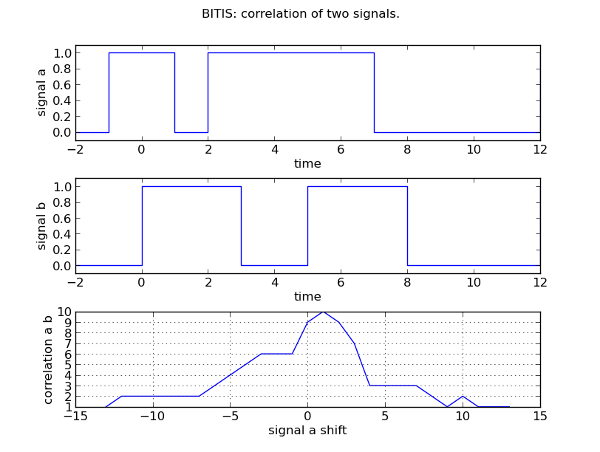 BITIS: correlation of two signals.
signal a
1.0
0.8
0.6
0.4
0.2
0.0
−2 0 2 4 6 8 10 12
time
signal b
1.0
0.8
0.6
0.4
0.2
0.0
−2 0 2 4 6 8 10 12
time
correlation a b
10
9
8
7
6
5
4
3
2
1
−15 −10 −5 0 5 10 15
signal a shift